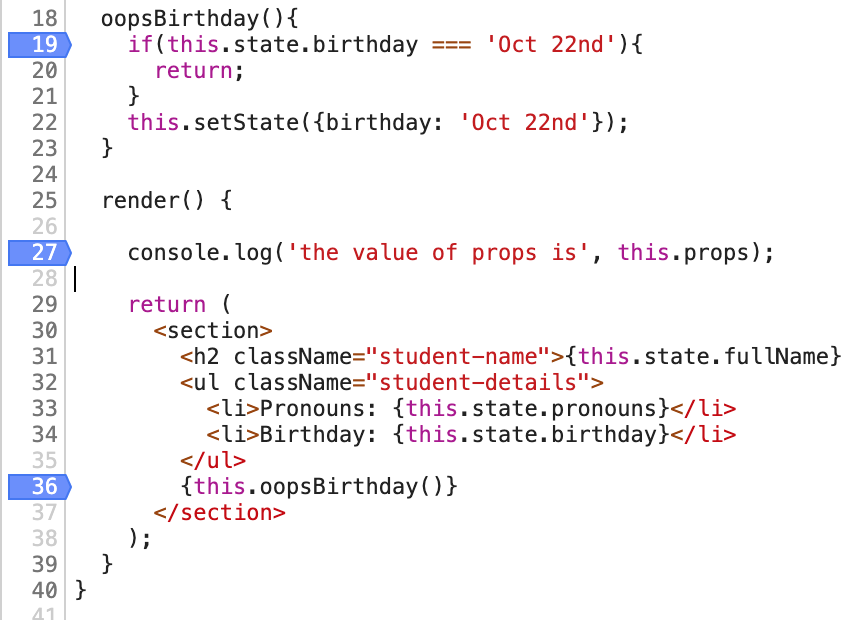 18 oopsBirthday(){
19 if(this.state.birthday === 'Oct 22nd'){
20 return;
21 }
22 this.setState({birthday: 'Oct 22nd'});
23 }
24
25 render() {
26
27 console.log('the value of props is', this.props);
28
29 return (
30 <section>
31 <h2 className="student-name">{this.state.fullName}
32 <ul className="student-details">
33 <li>Pronouns: {this.state.pronouns}</li>
34 <li>Birthday: {this.state.birthday}</li>
35 </ul>
36 {this.oopsBirthday()}
37 </section>
38 );
39 }
40 }
41